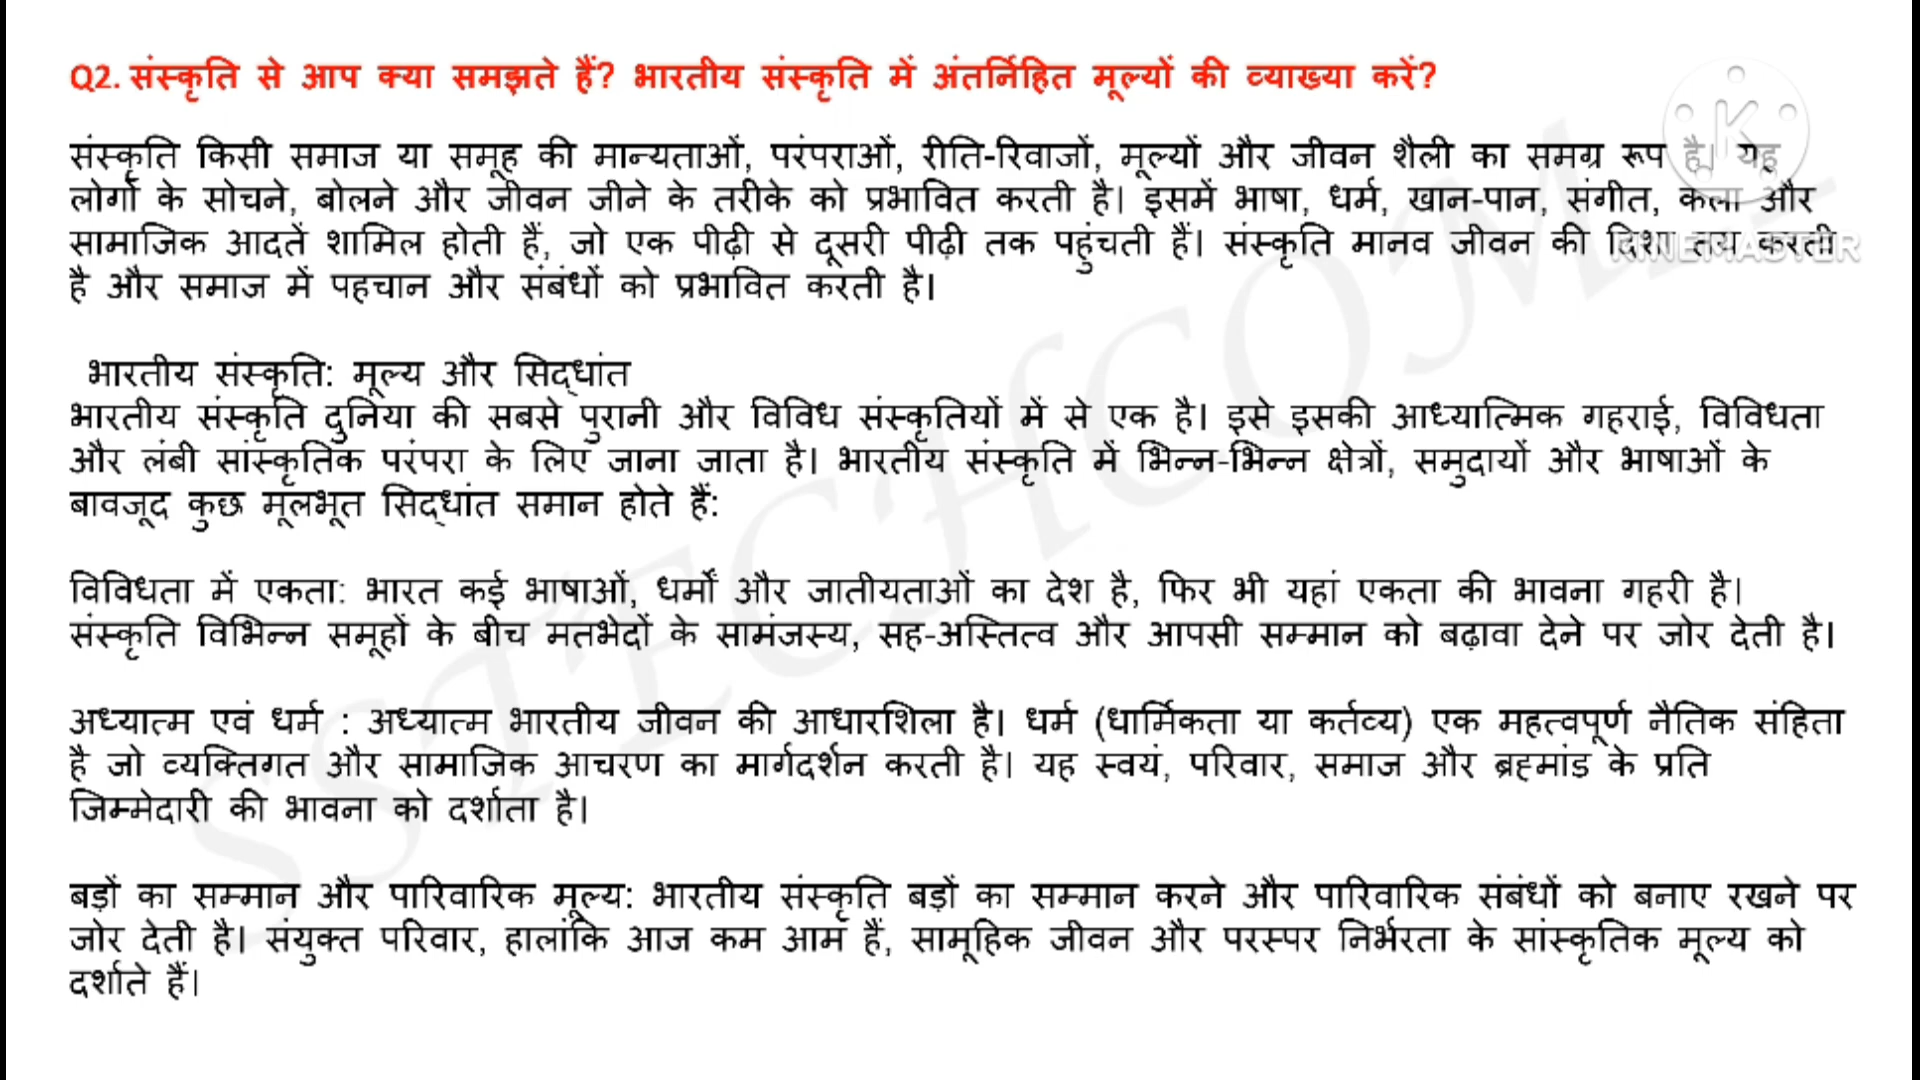 Q2. संस्कृति से आप क्या समझते हैं? भारतीय संस्कृति में अंतर्निहित मूल्यों की व्याख्या करें?
संस्कृति किसी समाज या समूह की मान्यताओं, परंपराओं, रीति-रिवाजों, मूल्यों और जीवन शैली का समग्र रूप है। यह
लोगों के सोचने, बोलने और जीवन जीने के तरीके को प्रभावित करती है। इसमें भाषा, धर्म, खान-पान, संगीत, कला और
सामाजिक आदतें शामिल होती हैं, जो एक पीढ़ी से दूसरी पीढ़ी तक पहुंचती हैं। संस्कृति मानव जीवन की दिशा तय करती
है और समाज में पहचान और संबंधों को प्रभावित करती है।
भारतीय संस्कृति: मूल्य और सिद्धांत
भारतीय संस्कृति दुनिया की सबसे पुरानी और विविध संस्कृतियों में से एक है। इसे इसकी आध्यात्मिक गहराई, विविधता
और लंबी सांस्कृतिक परंपरा के लिए जाना जाता है। भारतीय संस्कृति में भिन्न-भिन्न क्षेत्रों, समुदायों और भाषाओं के
बावजूद कुछ मूलभूत सिद्धांत समान होते हैं:
विविधता में एकता: भारत कई भाषाओं, धर्मों और जातीयताओं का देश है, फिर भी यहां एकता की भावना गहरी है।
संस्कृति विभिन्न समूहों के बीच मतभेदों के सामंजस्य, सह-अस्तित्व और आपसी सम्मान को बढ़ावा देने पर जोर देती है।
अध्यात्म एवं धर्म : अध्यात्म भारतीय जीवन की आधारशिला है। धर्म (धार्मिकता या कर्तव्य) एक महत्वपूर्ण नैतिक संहिता
है जो व्यक्तिगत और सामाजिक आचरण का मार्गदर्शन करती है। यह स्वयं, परिवार, समाज और ब्रह्मांड के प्रति
जिम्मेदारी की भावना को दर्शाता है।
बड़ों का सम्मान और पारिवारिक मूल्य: भारतीय संस्कृति बड़ों का सम्मान करने और पारिवारिक संबंधों को बनाए रखने पर
जोर देती है। संयुक्त परिवार, हालांकि आज कम आम हैं, सामूहिक जीवन और परस्पर निर्भरता के सांस्कृतिक मूल्य को
दर्शाते हैं।
K
KINEMASTER